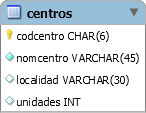 centros
codcentro CHAR(6)
nomcentro VARCHAR(45)
localidad VARCHAR(30)
unidades INT